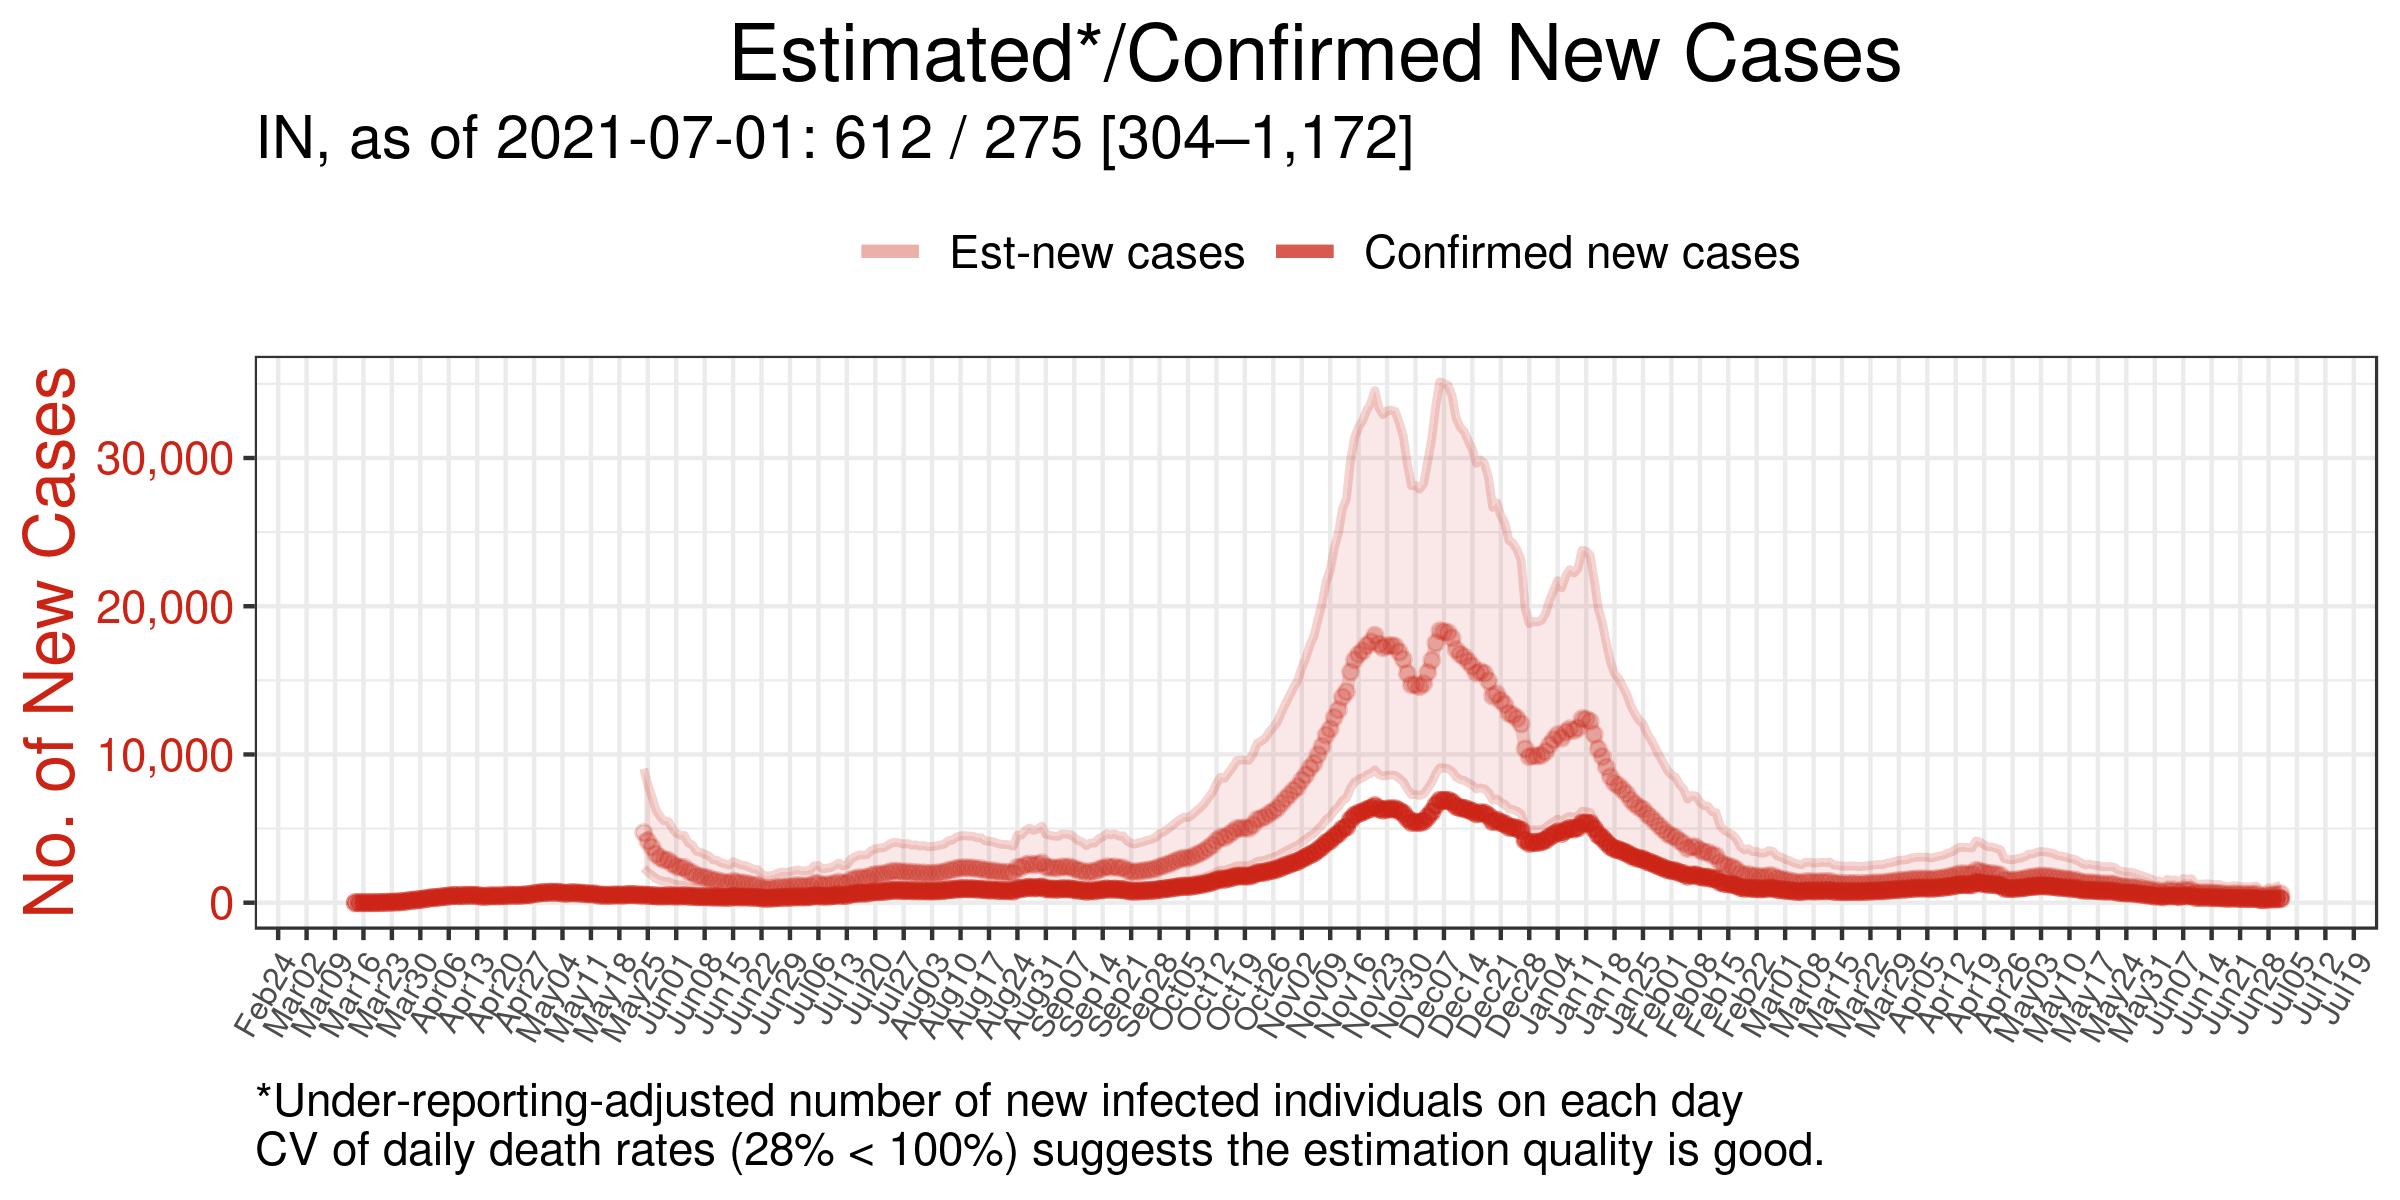 Estimated*/Confirmed New Cases
IN, as of 2021-07-01: 612 / 275 [304–1,172]
Est-new cases Confirmed new cases
No. of New Cases
30,000
20,000
10,000
0
Feb24 Mar02 Mar09 Mar16 Mar23 Mar30 Apr06 Apr13 Apr20 Apr27 May04 May11 May18 May25 Jun01 Jun08 Jun15 Jun22 Jun29 Jul06 Jul13 Jul20 Jul27 Aug03 Aug10 Aug17 Aug24 Aug31 Sep07 Sep14 Sep21 Sep28 Oct05 Oct12 Oct19 Oct26 Nov02 Nov09 Nov16 Nov23 Nov30 Dec07 Dec14 Dec21 Dec28 Jan04 Jan11 Jan18 Jan25 Feb01 Feb08 Feb15 Feb22 Mar01 Mar08 Mar15 Mar22 Mar29 Apr05 Apr12 Apr19 Apr26 May03 May10 May17 May24 May31 Jun07 Jun14 Jun21 Jun28 Jul05 Jul12 Jul19
*Under-reporting-adjusted number of new infected individuals on each day
CV of daily death rates (28% < 100%) suggests the estimation quality is good.